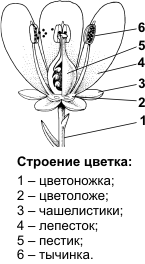 6
5
4
3
2
1
Строение цветка:
1 – цветоножка;
2 – цветоложе;
3 – чашелистики;
4 – лепесток;
5 – пестик;
6 – тычинка.